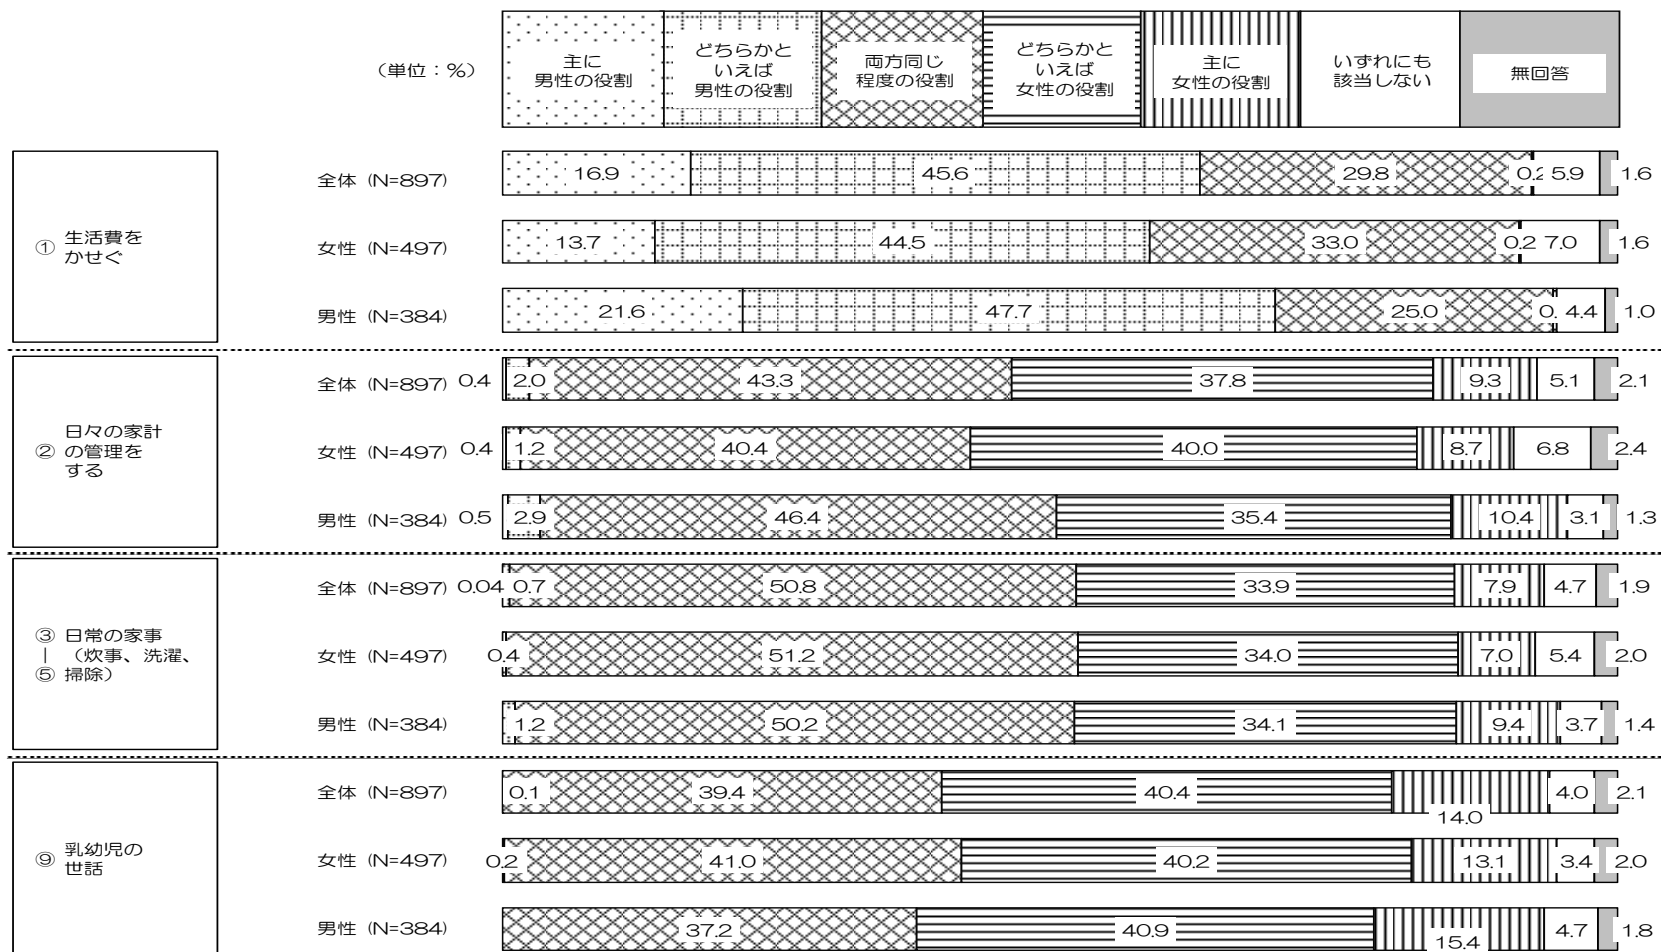 (単位：%)
主に
男性の役割
どちらかと
いえば
男性の役割
両方同じ
程度の役割
どちらかと
いえば
女性の役割
主に
女性の役割
いずれにも
該当しない
無回答
① 生活費を
かせぐ
全体 (N=897) 16.9 45.6 29.8 0.2 5.9 1.6
女性 (N=497) 13.7 44.5 33.0 0.2 7.0 1.6
男性 (N=384) 21.6 47.7 25.0 0. 4.4 1.0
② 日々の家計
の管理を
する
全体 (N=897) 0.4 2.0 43.3 37.8 9.3 5.1 2.1
女性 (N=497) 0.4 1.2 40.4 40.0 8.7 6.8 2.4
男性 (N=384) 0.5 2.9 46.4 35.4 10.4 3.1 1.3
③ 日常の家事
｜ （炊事、洗濯、
⑤ 掃除）
全体 (N=897) 0.04 0.7 50.8 33.9 7.9 4.7 1.9
女性 (N=497) 0.4 51.2 34.0 7.0 5.4 2.0
男性 (N=384) 1.2 50.2 34.1 9.4 3.7 1.4
⑨ 乳幼児の
世話
全体 (N=897) 0.1 39.4 40.4 14.0 4.0 2.1
女性 (N=497) 0.2 41.0 40.2 13.1 3.4 2.0
男性 (N=384) 37.2 40.9 15.4 4.7 1.8